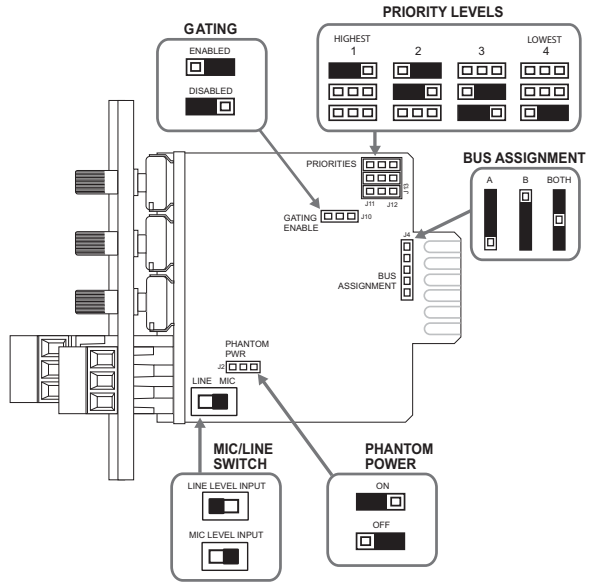 PRIORITY LEVELS
HIGHEST
LOWEST
1
2
3
4
GATING
ENABLED
DISABLED
PRIORITIES
J13
J11
J12
GATING
ENABLE
J10
BUS ASSIGNMENT
A
B
BOTH
J4
BUS
ASSIGNMENT
PHANTOM
PWR
J2
LINE
MIC
MIC/LINE
SWITCH
LINE LEVEL INPUT
MIC LEVEL INPUT
PHANTOM
POWER
ON
OFF